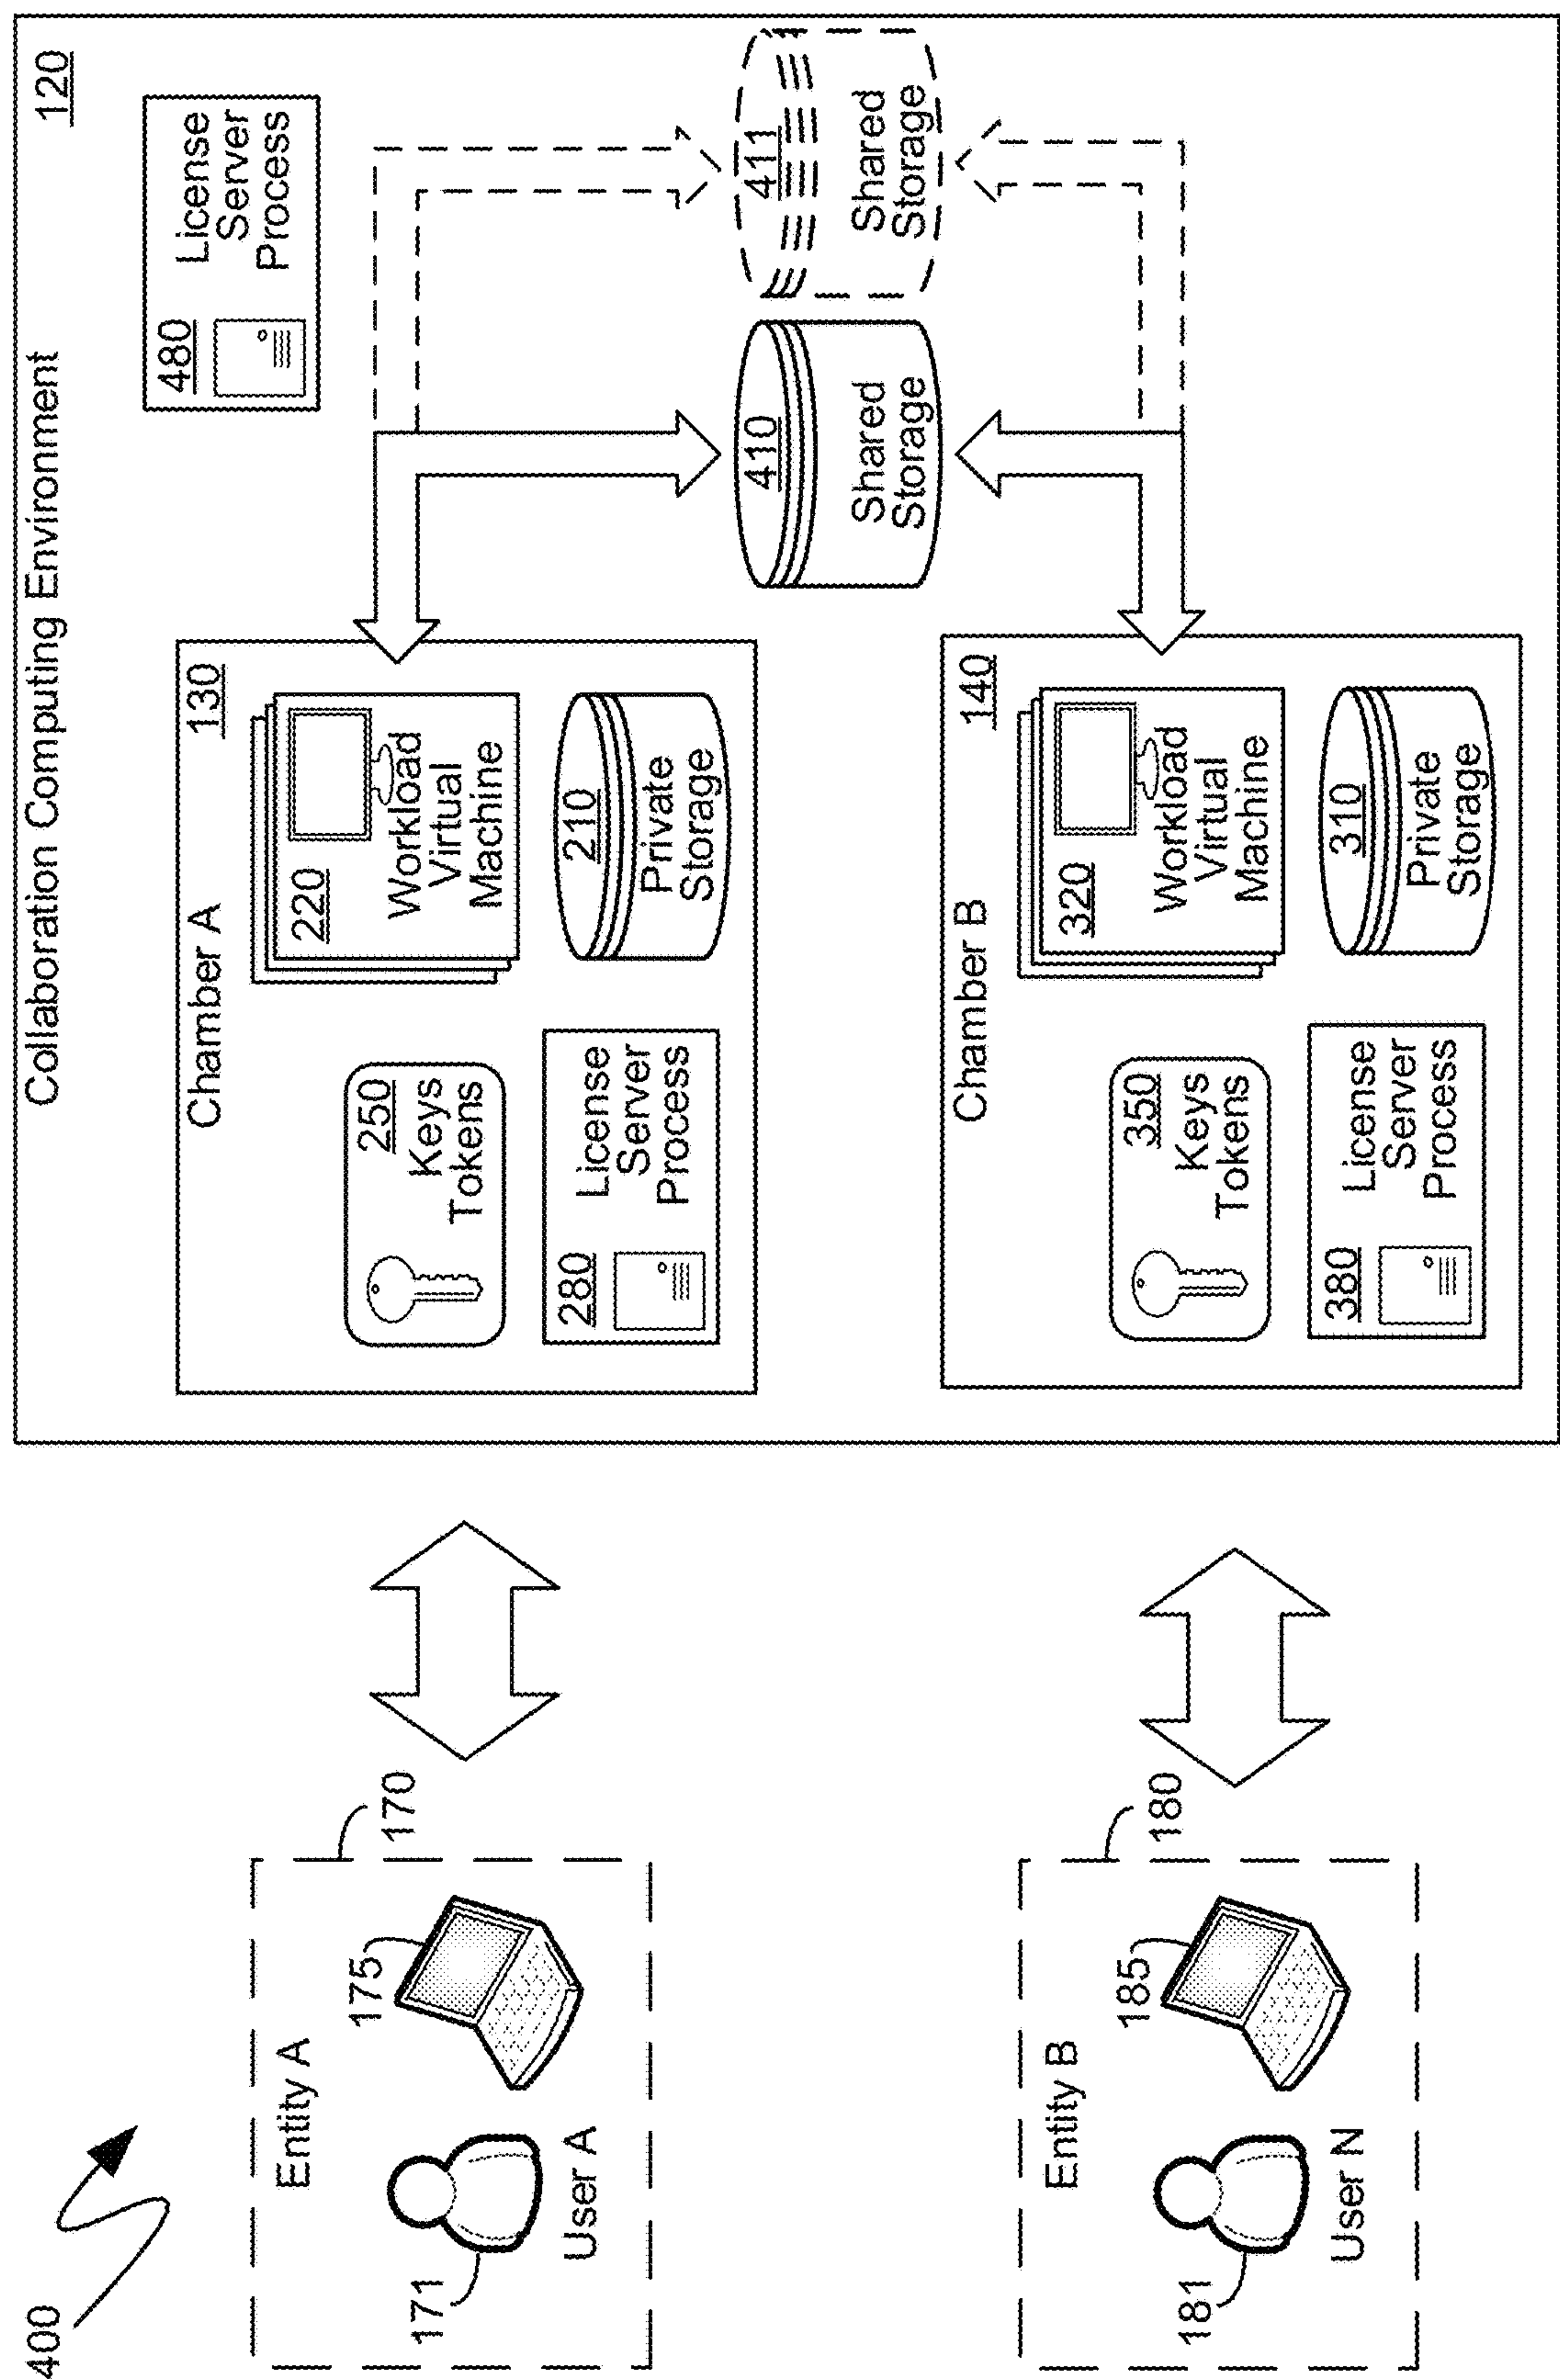 400
Collaboration Computing Environment
120
Entity A
User A
171
175
170
Chamber A
130
250
Keys
Tokens
220
Workload
Virtual
Machine
280
License
Server
Process
210
Private
Storage
480
License
Server
Process
410
Shared
Storage
411
Shared
Storage
Entity B
User N
181
185
180
Chamber B
140
350
Keys
Tokens
320
Workload
Virtual
Machine
380
License
Server
Process
310
Private
Storage